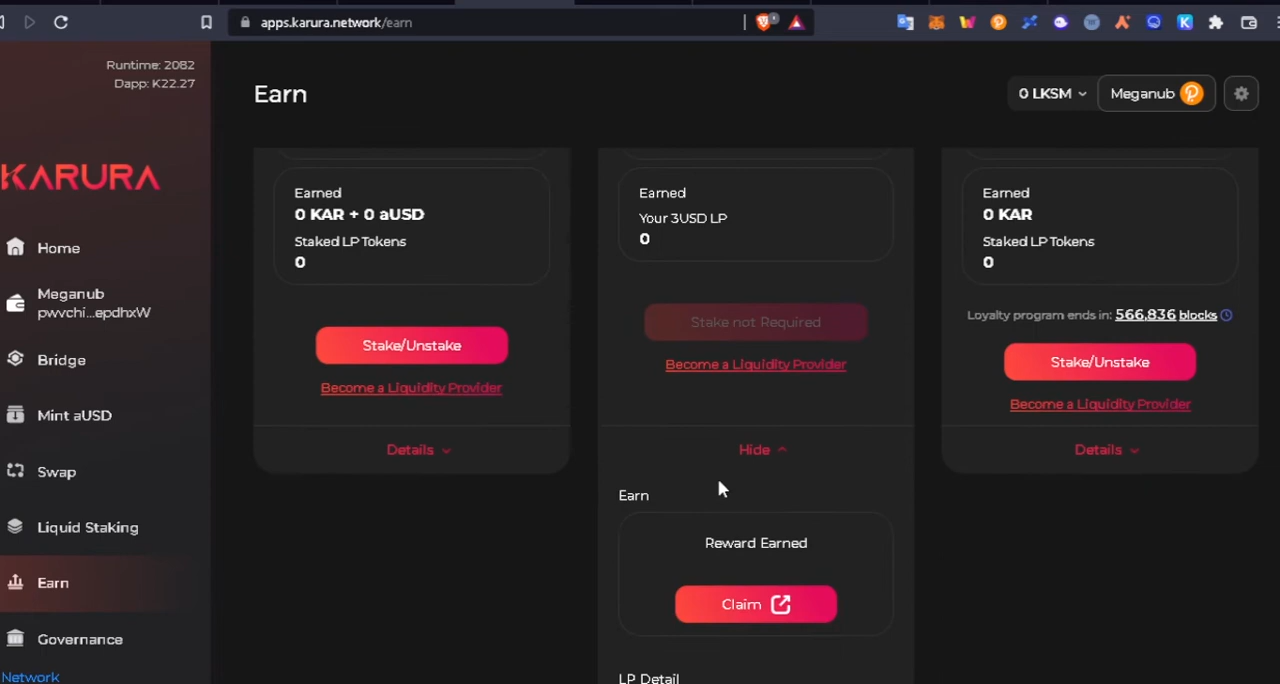 apps.karura.network/earn
Runtime: 2082
Dapp: K22.27
KARURA
Home
Meganub
pwvchi...epdhxW
Bridge
Mint aUSD
Swap
Liquid Staking
Earn
Governance
Network
Earn
0 LKSM
Meganub
Earned
0 KAR + 0 aUSD
Staked LP Tokens
0
Stake/Unstake
Become a Liquidity Provider
Details
Earned
Your 3USD LP
0
Stake not Required
Become a Liquidity Provider
Hide
Earn
Reward Earned
Claim
LP Detail
Earned
0 KAR
Staked LP Tokens
0
Loyalty program ends in: 566,836 blocks
Stake/Unstake
Become a Liquidity Provider
Details